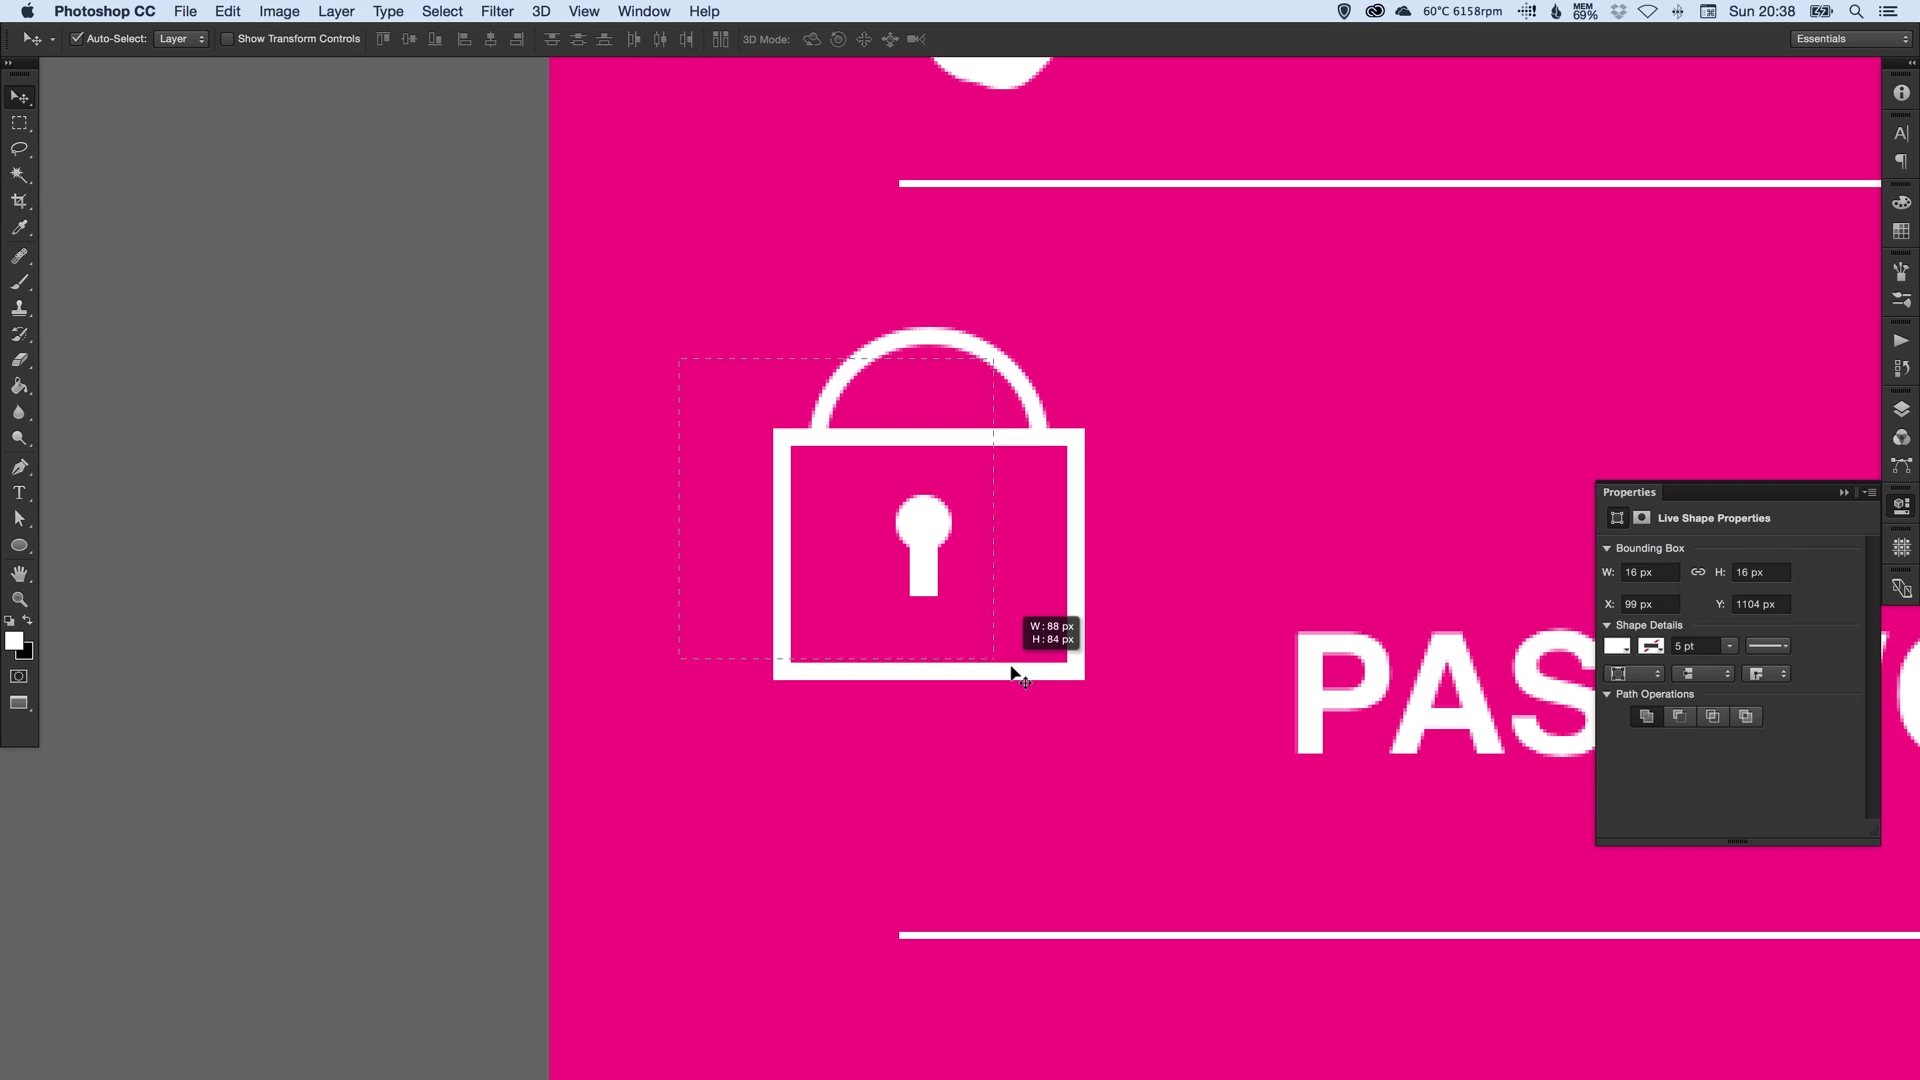 Photoshop CC File Edit Image Layer Type Select Filter 3D View Window Help 60°C 6158rpm MEM 69% Sun 20:38
Auto-Select: Layer Show Transform Controls 3D Mode: Essentials
Properties
Live Shape Properties
Bounding Box
W: 16 px H: 16 px
X: 99 px Y: 1104 px
Shape Details
5 pt
Path Operations
W: 88 px
H: 84 px
PAS